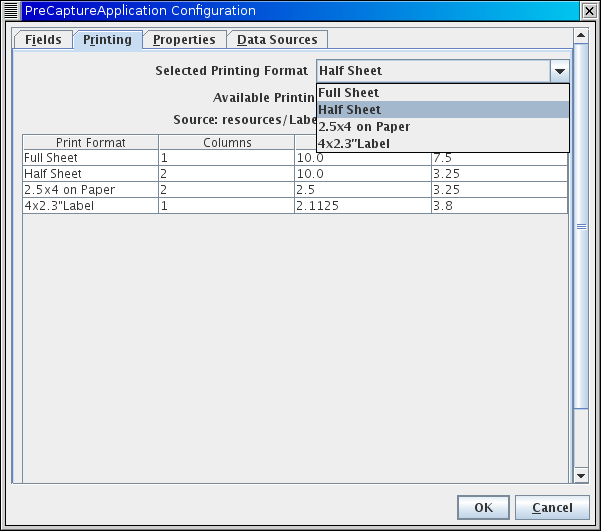 PreCaptureApplication Configuration
Fields Printing Properties Data Sources
Selected Printing Format Half Sheet
Full Sheet
Available Printin
Half Sheet
Source: resources/Labe
2.5x4 on Paper
4x2.3"Label
Print Format Columns
Full Sheet 1 10.0 7.5
Half Sheet 2 10.0 3.25
2.5x4 on Paper 2 2.5 3.25
4x2.3"Label 1 2.1125 3.8
OK Cancel